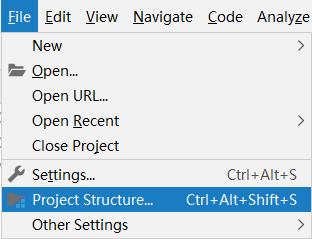 File Edit View Navigate Code Analyze
New
Open...
Open URL...
Open Recent
Close Project
Settings... Ctrl+Alt+S
Project Structure... Ctrl+Alt+Shift+S
Other Settings